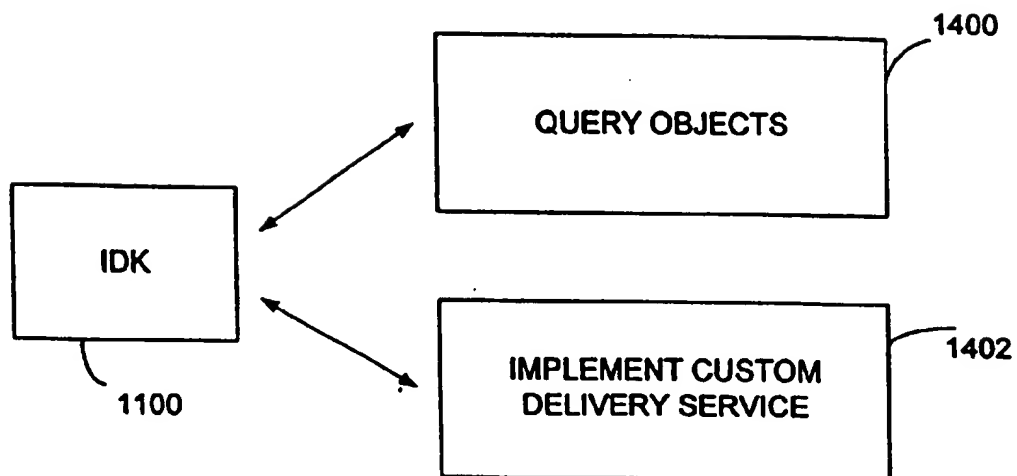 1400
QUERY OBJECTS
IDK
1100
1402
IMPLEMENT CUSTOM
DELIVERY SERVICE